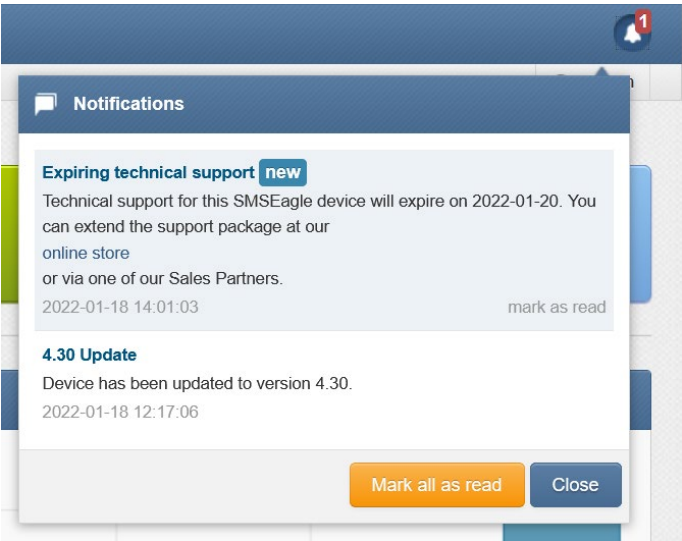 1
Notifications
Expiring technical support new
Technical support for this SMSEagle device will expire on 2022-01-20. You
can extend the support package at our
online store
or via one of our Sales Partners.
2022-01-18 14:01:03 mark as read
4.30 Update
Device has been updated to version 4.30.
2022-01-18 12:17:06
Mark all as read Close